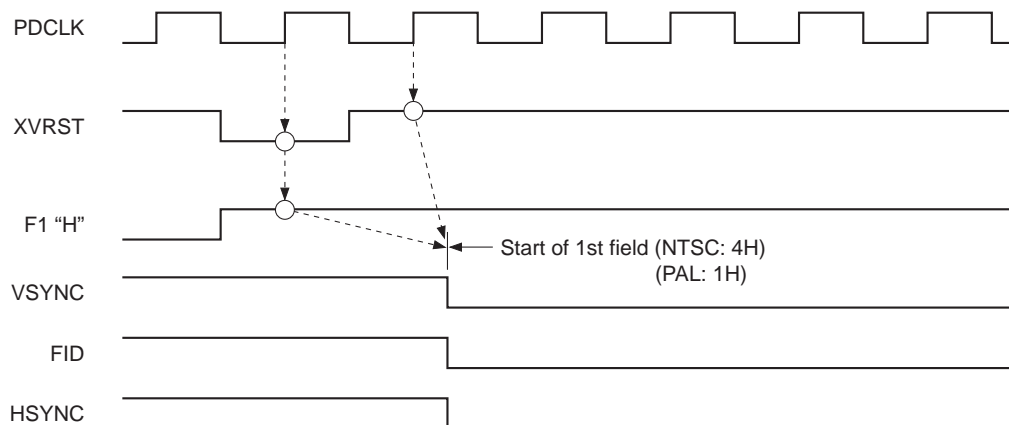 PDCLK
XVRST
F1 “H”
Start of 1st field (NTSC: 4H)
(PAL: 1H)
VSYNC
FID
HSYNC